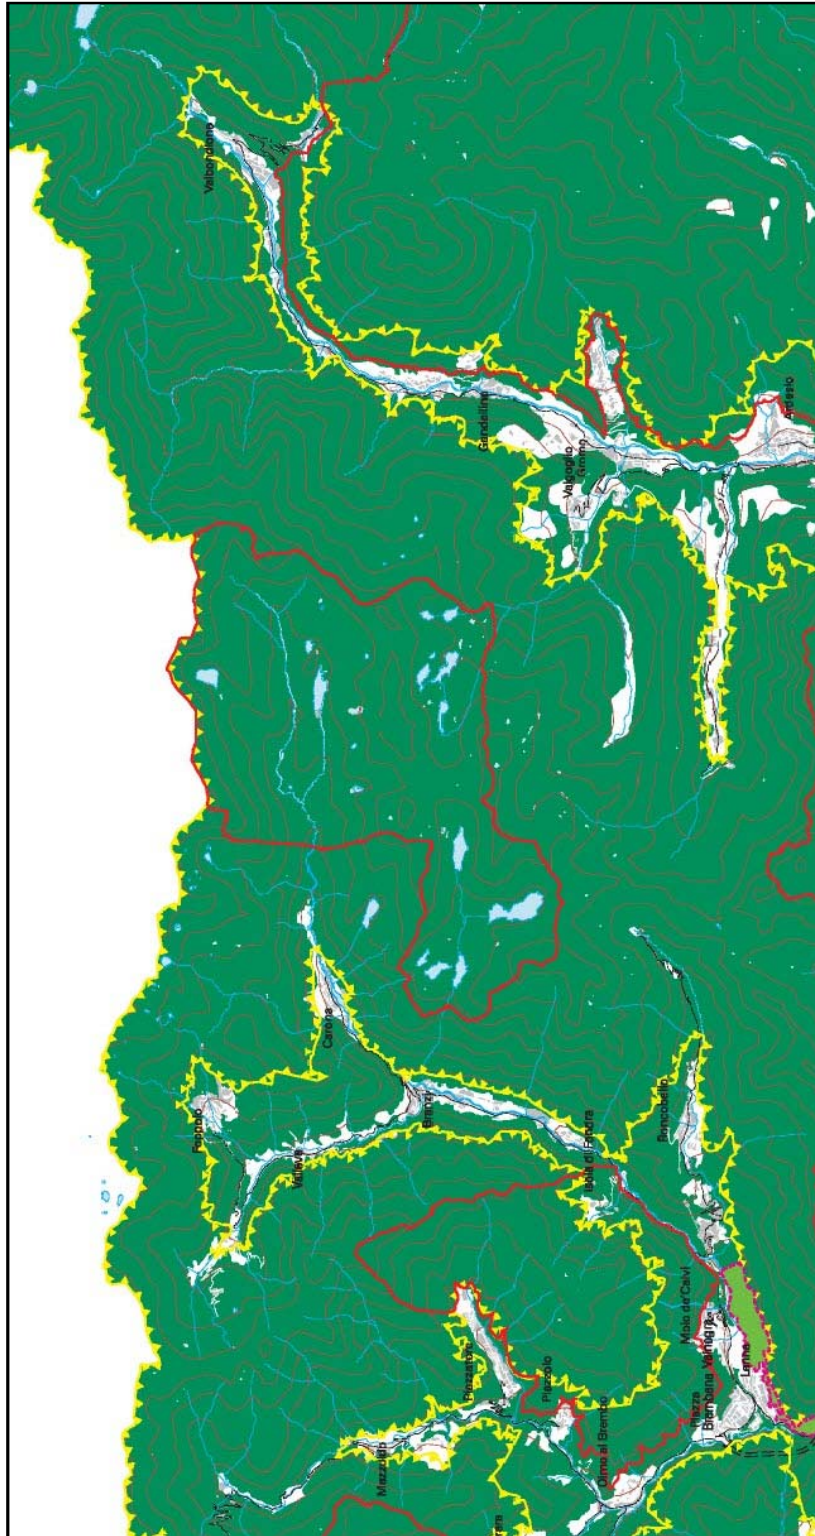 Foppolo
Valbondione
Valleve
Carona
Mezzoldo
Branzi
Piazzatorre
Gandellino
rara
Piazzolo
Valgoglio
Gromo
Isola di Fondra
Olmo al Brembo
Moio de'Calvi
Piazza
Brembana
Valnegra
Lenna
Roncobello
Ardesio